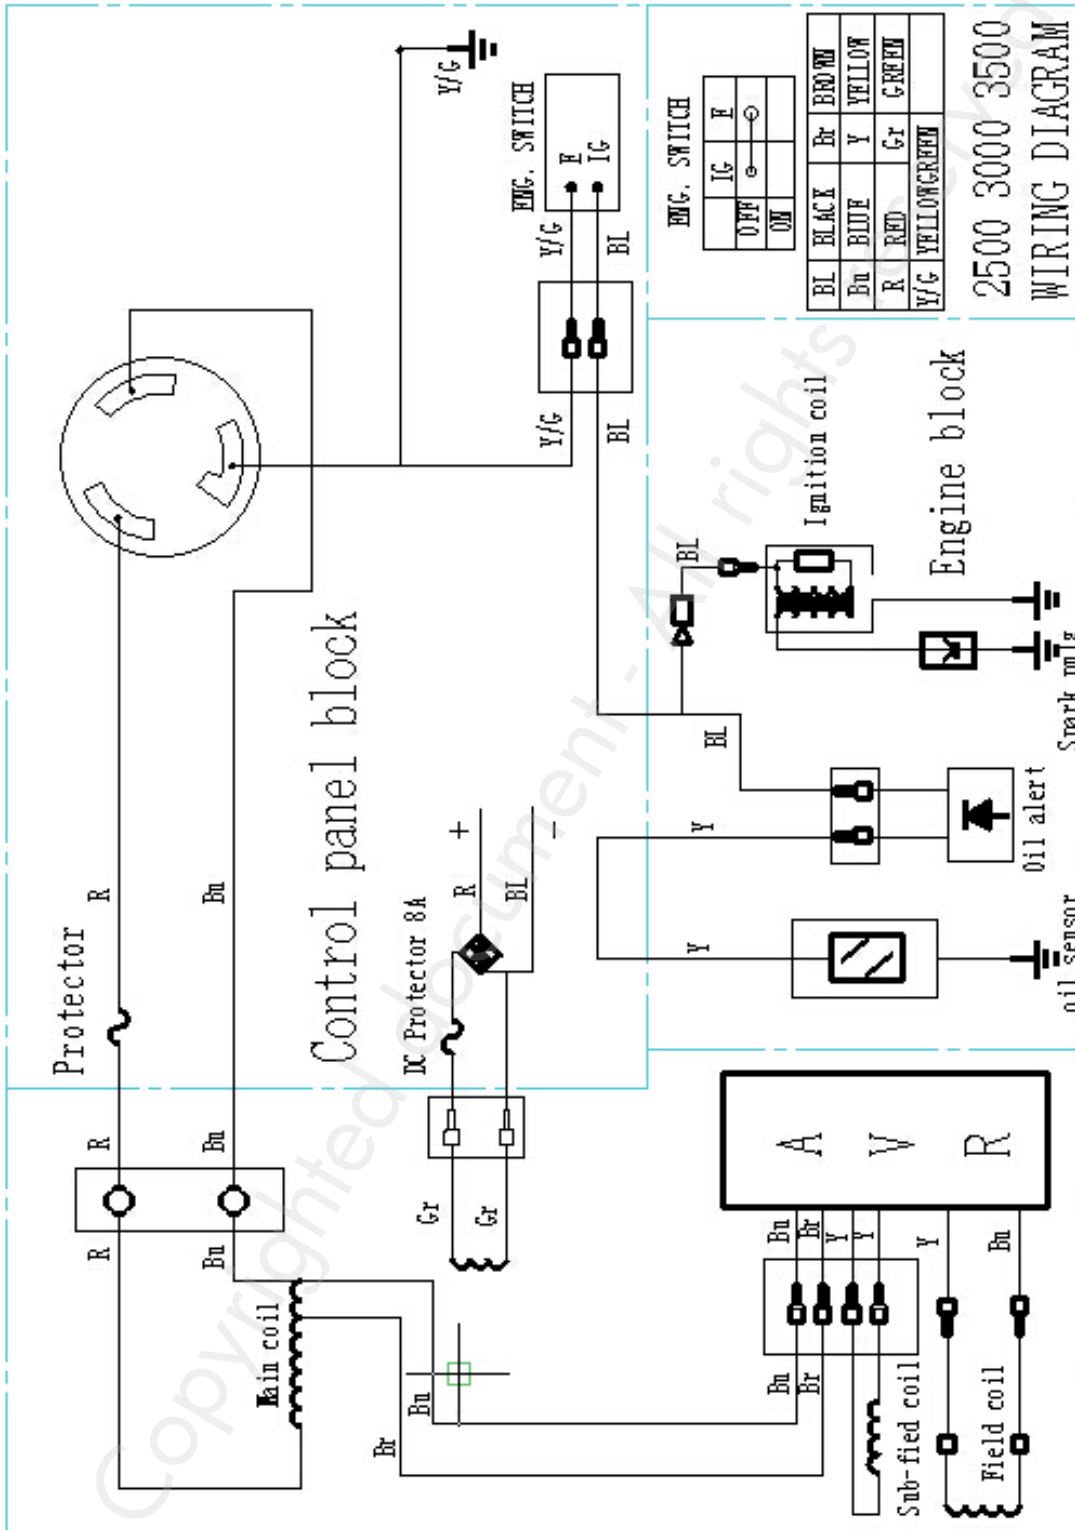 Y/G
ENG. SWITCH
E
IG
Y/G
BL
Y/G
BL
ENG. SWITCH
IG E
OFF
ON
BL BLACK Br BROWN
Bu BLUE Y YELLOW
R RED Gr GREEN
Y/G YELLOWGREEN
2500 3000 3500
WIRING DIAGRAM
Protector
R
Bu
R
Bu
R
Bu
Control panel block
DC Protector 8A
R
+
BL
-
Gr
Gr
Main coil
Bu
Br
BL
BL
Ignition coil
Engine block
Spark pulg
Y
Y
Oil alert
oil sensor
A V R
Bu
Br
Y
Y
Y
Bu
Bu
Br
Sub-fied coil
Field coil
Copyrighted document - All rights reserved